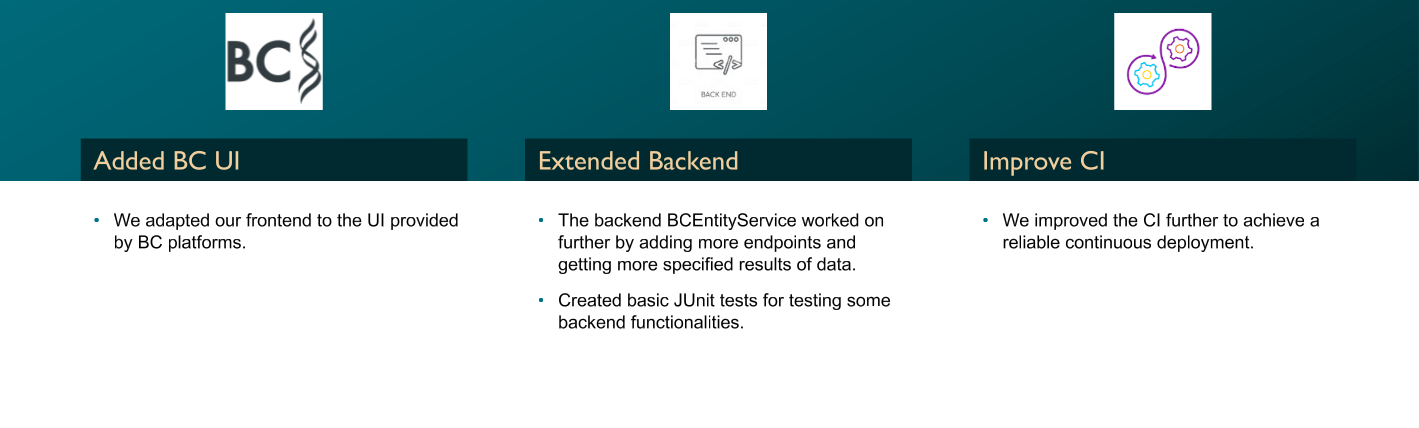 BC
BACK END
Added BC UI
Extended Backend
Improve CI
• We adapted our frontend to the UI provided
by BC platforms.
• The backend BCEntityService worked on
further by adding more endpoints and
getting more specified results of data.
• Created basic JUnit tests for testing some
backend functionalities.
• We improved the CI further to achieve a
reliable continuous deployment.